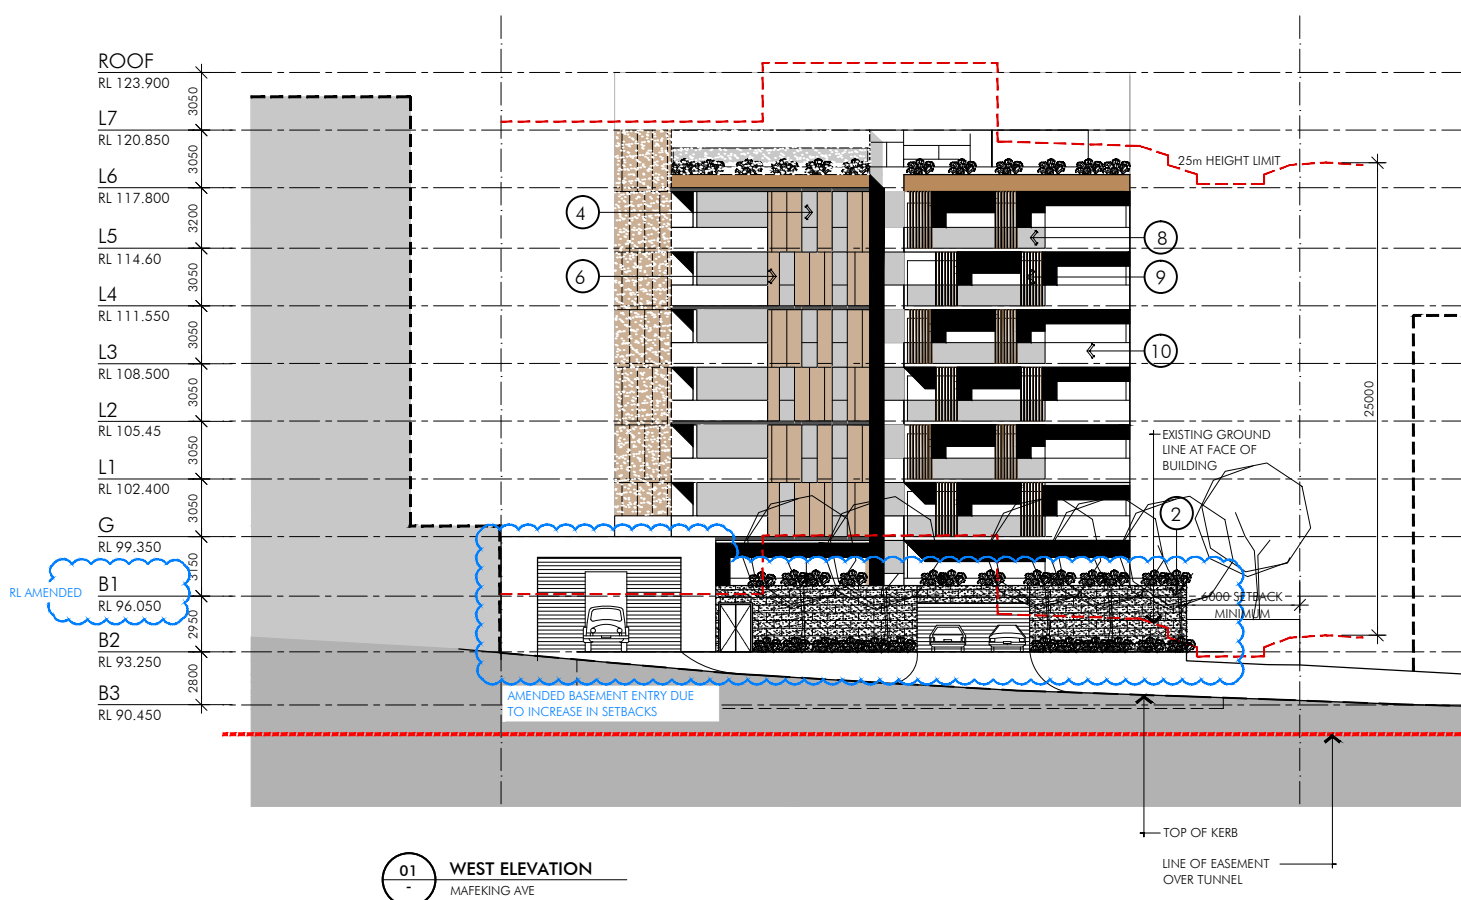 ROOF
RL 123.900
3050
L7
RL 120.850
3050
L6
RL 117.800
3200
L5
RL 114.60
3050
L4
RL 111.550
3050
L3
RL 108.500
3050
L2
RL 105.45
3050
L1
RL 102.400
3050
G
RL 99.350
3150
RL AMENDED
B1
RL 96.050
2950
B2
RL 93.250
2800
B3
RL 90.450
4
6
8
9
10
2
25m HEIGHT LIMIT
25000
EXISTING GROUND
LINE AT FACE OF
BUILDING
6000 SETBACK
MINIMUM
AMENDED BASEMENT ENTRY DUE
TO INCREASE IN SETBACKS
TOP OF KERB
LINE OF EASEMENT
OVER TUNNEL
01
-
WEST ELEVATION
MAFEKING AVE